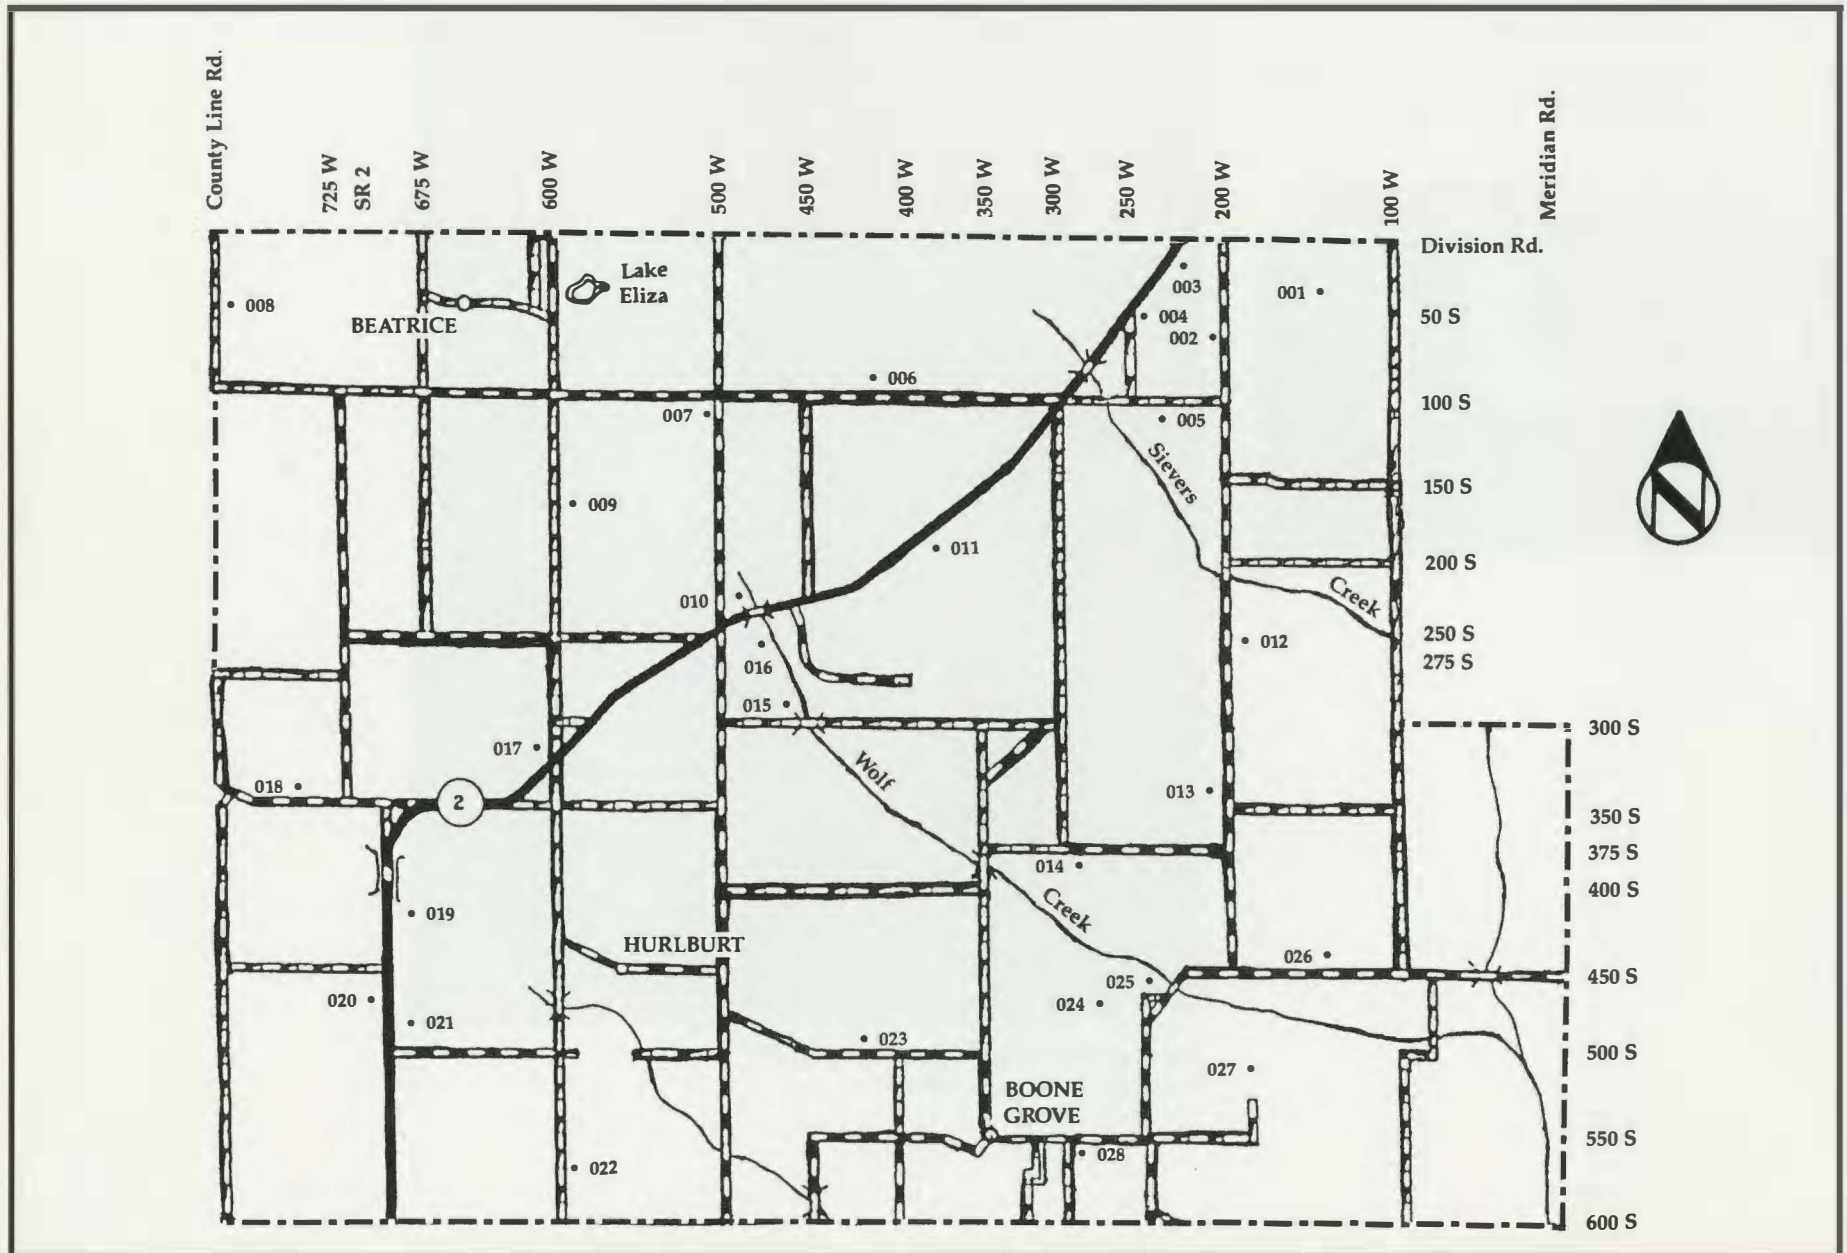 County Line Rd.
725 W
SR 2
675 W
600 W
500 W
450 W
400 W
350 W
300 W
250 W
200 W
100 W
Meridian Rd.
Division Rd.
Lake
Eliza
003
001
008
004
50 S
BEATRICE
002
006
100 S
007
005
Sievers
150 S
009
011
200 S
Creek
010
250 S
012
016
275 S
015
300 S
017
Wolf
018
013
2
350 S
375 S
014
400 S
Creek
019
HURLBURT
026
450 S
025
020
024
021
023
500 S
027
BOONE
GROVE
550 S
028
022
600 S
N